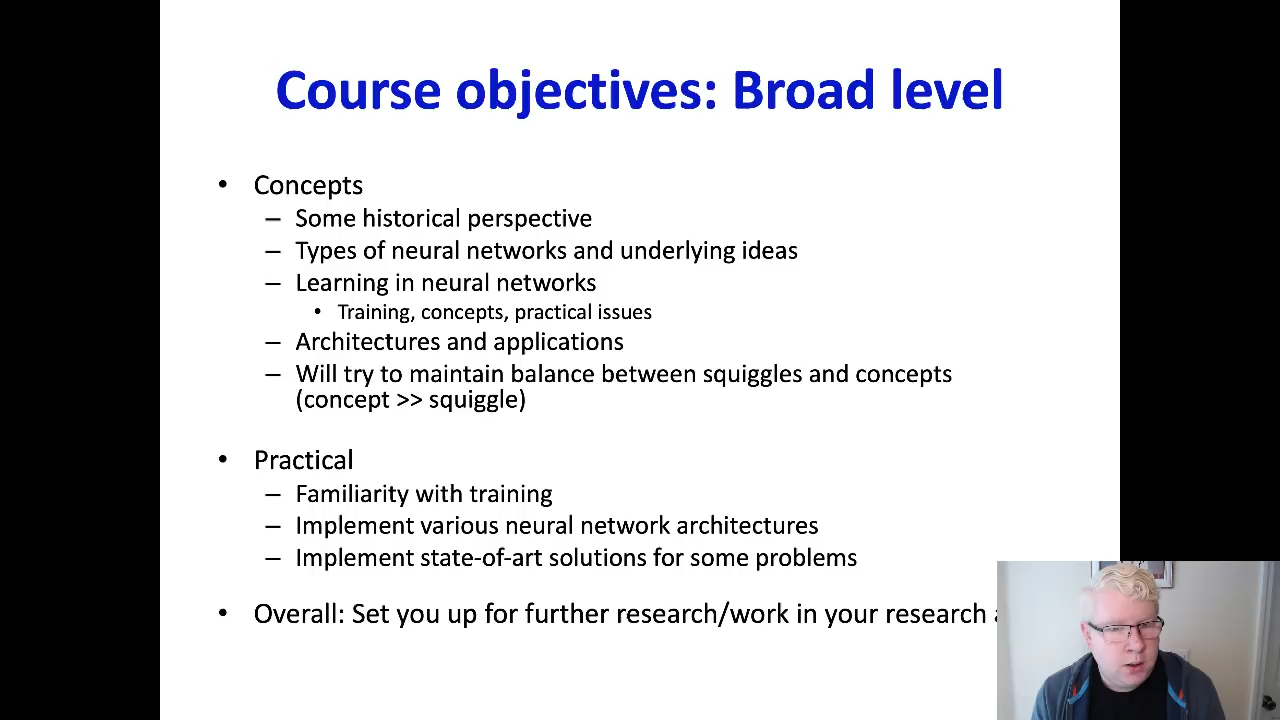 Course objectives: Broad level
• Concepts
– Some historical perspective
– Types of neural networks and underlying ideas
– Learning in neural networks
• Training, concepts, practical issues
– Architectures and applications
– Will try to maintain balance between squiggles and concepts
(concept >> squiggle)
• Practical
– Familiarity with training
– Implement various neural network architectures
– Implement state-of-art solutions for some problems
• Overall: Set you up for further research/work in your research